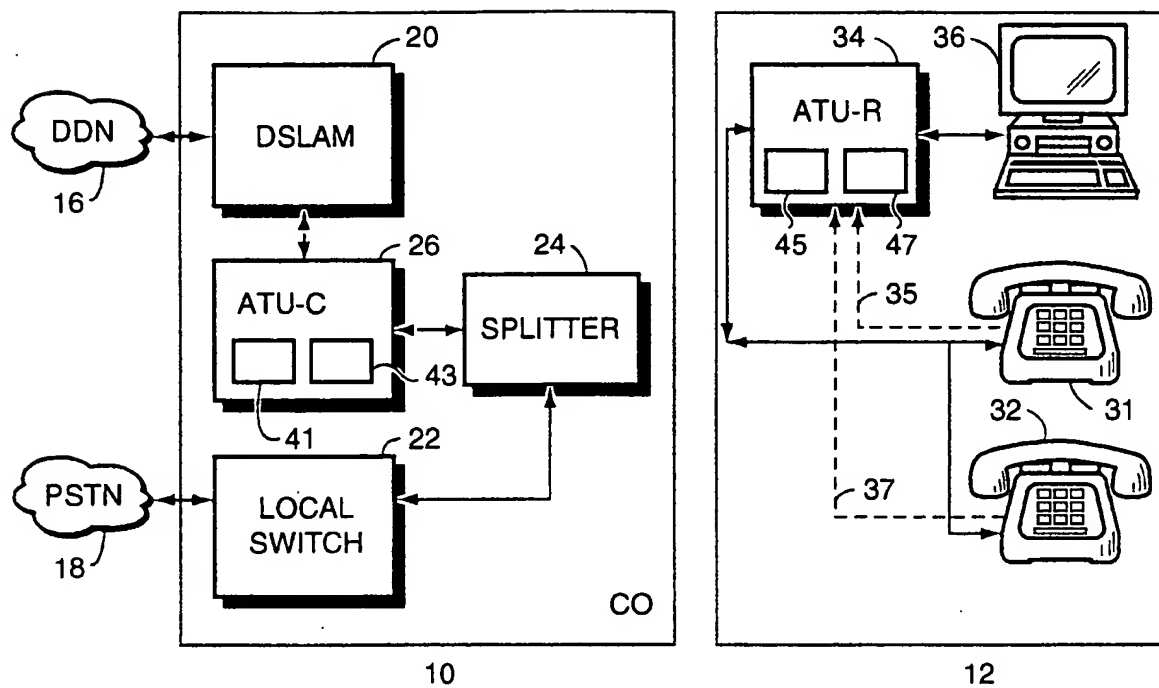 20
DDN
DSLAM
16
26
24
ATU-C
SPLITTER
43
41
22
PSTN
LOCAL
SWITCH
18
CO
10
34
36
ATU-R
45
47
35
31
32
37
12